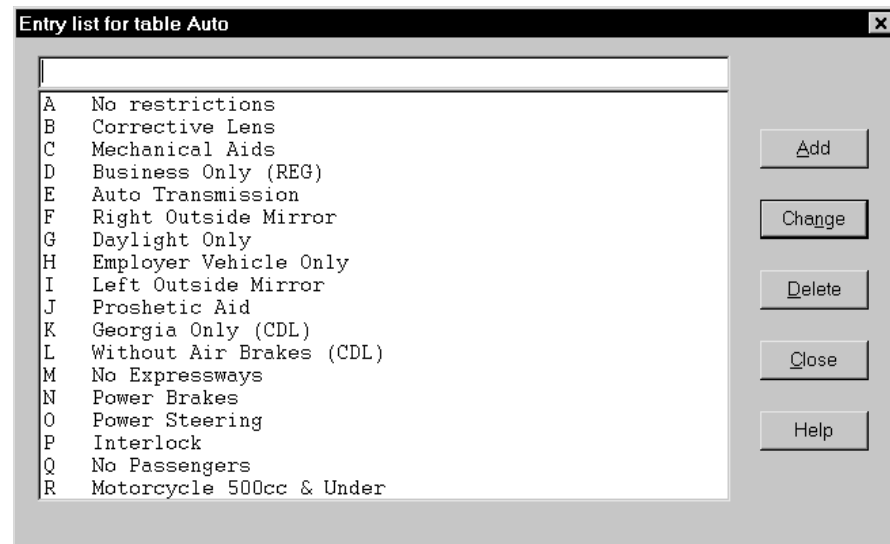 Entry list for table Auto
A No restrictions
B Corrective Lens
C Mechanical Aids
D Business Only (REG)
E Auto Transmission
F Right Outside Mirror
G Daylight Only
H Employer Vehicle Only
I Left Outside Mirror
J Proshetic Aid
K Georgia Only (CDL)
L Without Air Brakes (CDL)
M No Expressways
N Power Brakes
O Power Steering
P Interlock
Q No Passengers
R Motorcycle 500cc & Under
Add
Change
Delete
Close
Help